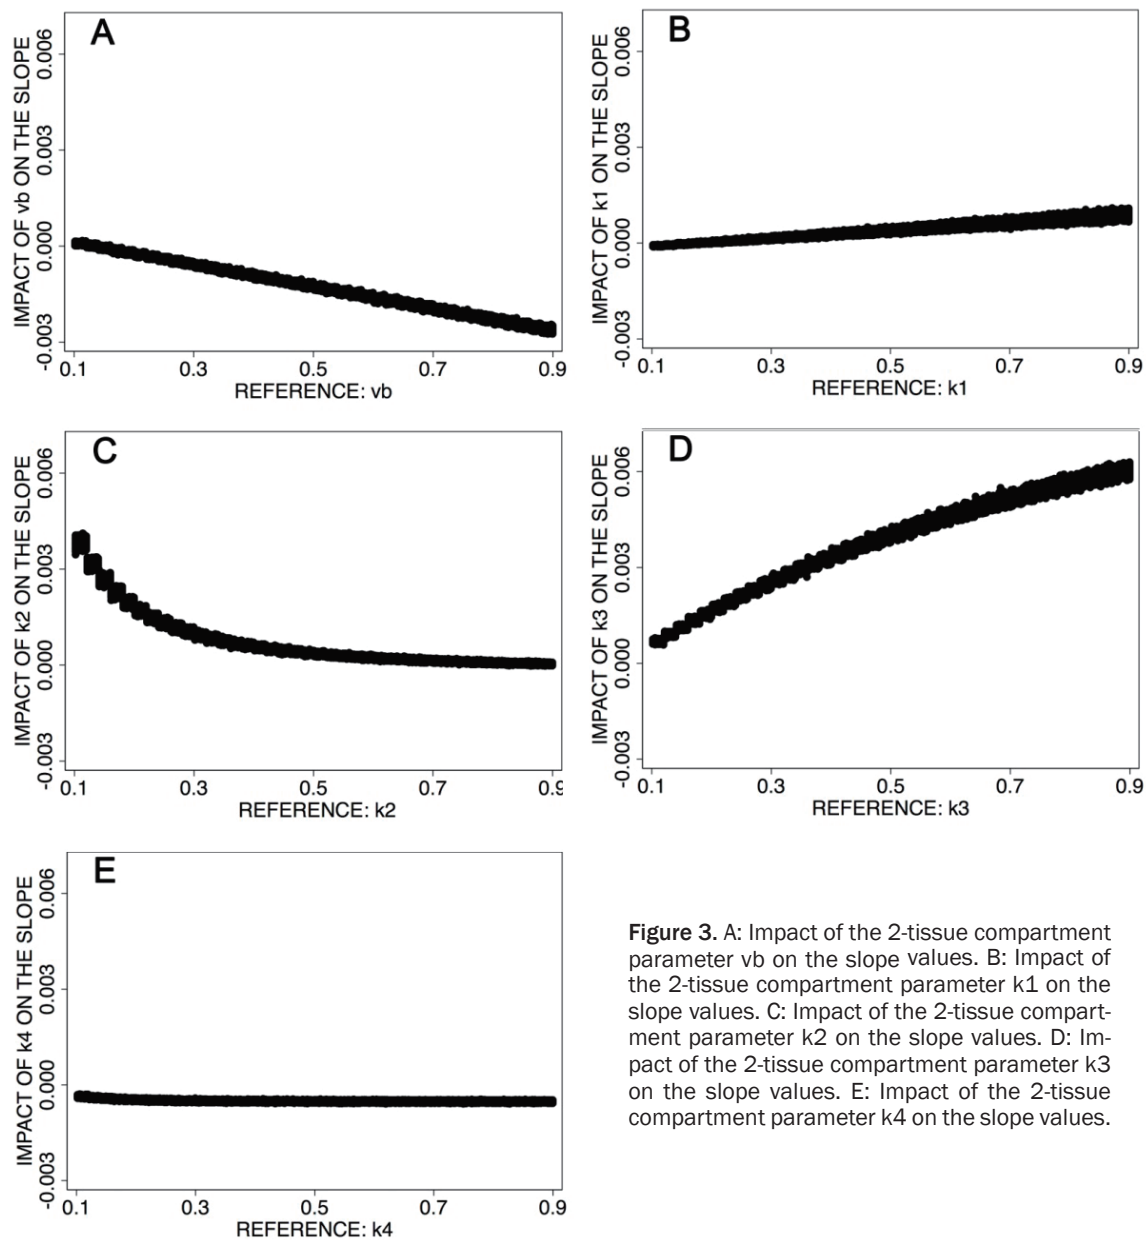 A
IMPACT OF vb ON THE SLOPE
0.006
0.003
0.000
-0.003
0.1 0.3 0.5 0.7 0.9
REFERENCE: vb
B
IMPACT OF k1 ON THE SLOPE
0.006
0.003
0.000
-0.003
0.1 0.3 0.5 0.7 0.9
REFERENCE: k1
C
IMPACT OF k2 ON THE SLOPE
0.006
0.003
0.000
-0.003
0.1 0.3 0.5 0.7 0.9
REFERENCE: k2
D
IMPACT OF k3 ON THE SLOPE
0.006
0.003
0.000
-0.003
0.1 0.3 0.5 0.7 0.9
REFERENCE: k3
E
IMPACT OF k4 ON THE SLOPE
0.006
0.003
0.000
-0.003
0.1 0.3 0.5 0.7 0.9
REFERENCE: k4
Figure 3. A: Impact of the 2-tissue compartment
parameter vb on the slope values. B: Impact of
the 2-tissue compartment parameter k1 on the
slope values. C: Impact of the 2-tissue compart-
ment parameter k2 on the slope values. D: Im-
pact of the 2-tissue compartment parameter k3
on the slope values. E: Impact of the 2-tissue
compartment parameter k4 on the slope values.